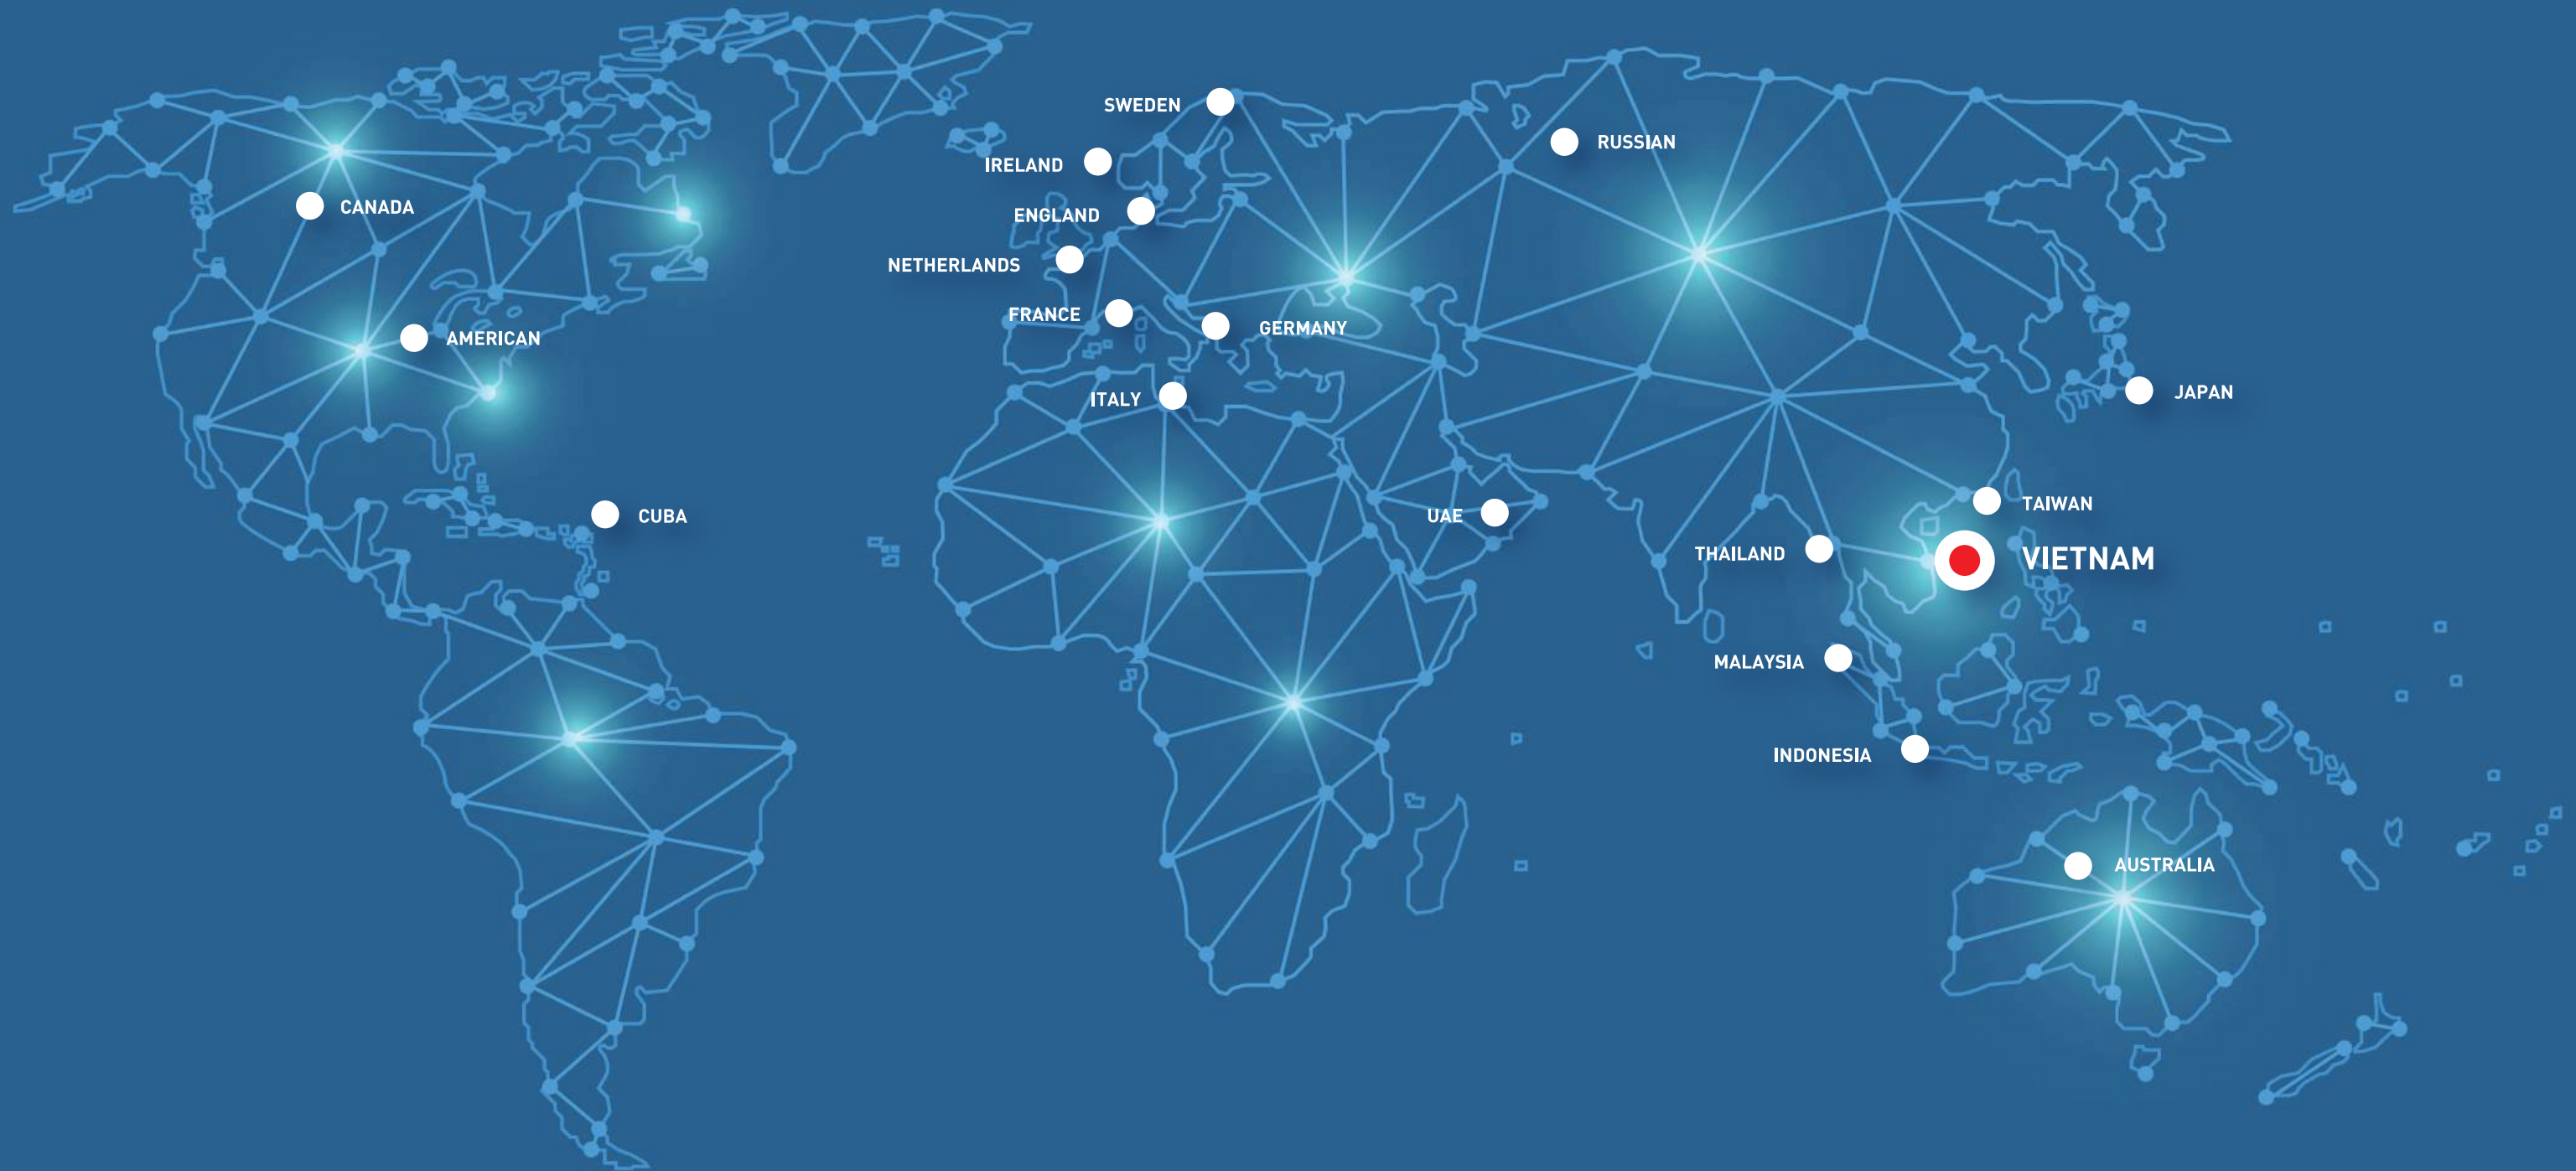 SWEDEN
RUSSIAN
IRELAND
CANADA
ENGLAND
NETHERLANDS
FRANCE
GERMANY
AMERICAN
JAPAN
ITALY
TAIWAN
CUBA
UAE
THAILAND
VIETNAM
MALAYSIA
INDONESIA
AUSTRALIA